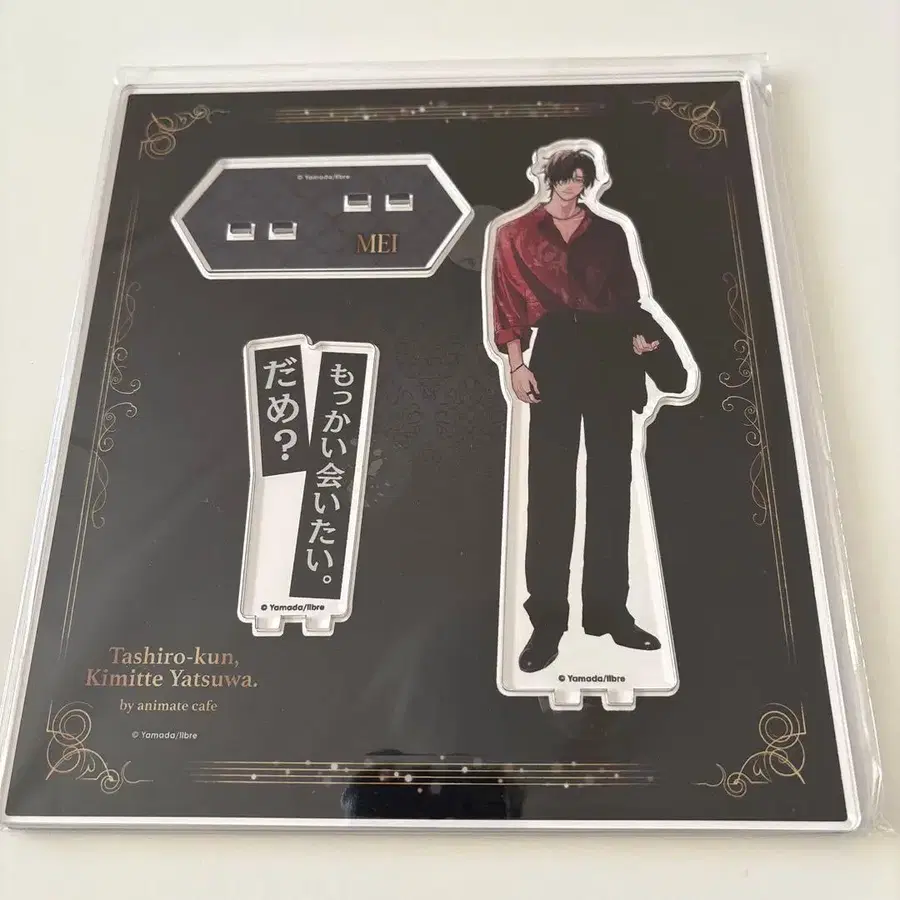 © Yamada/libre
MEI
もっかい会いたい。
だめ?
© Yamada/libre
© Yamada/libre
Tashiro-kun,
Kimitte Yatsuwa.
by animate cafe
© Yamada/libre